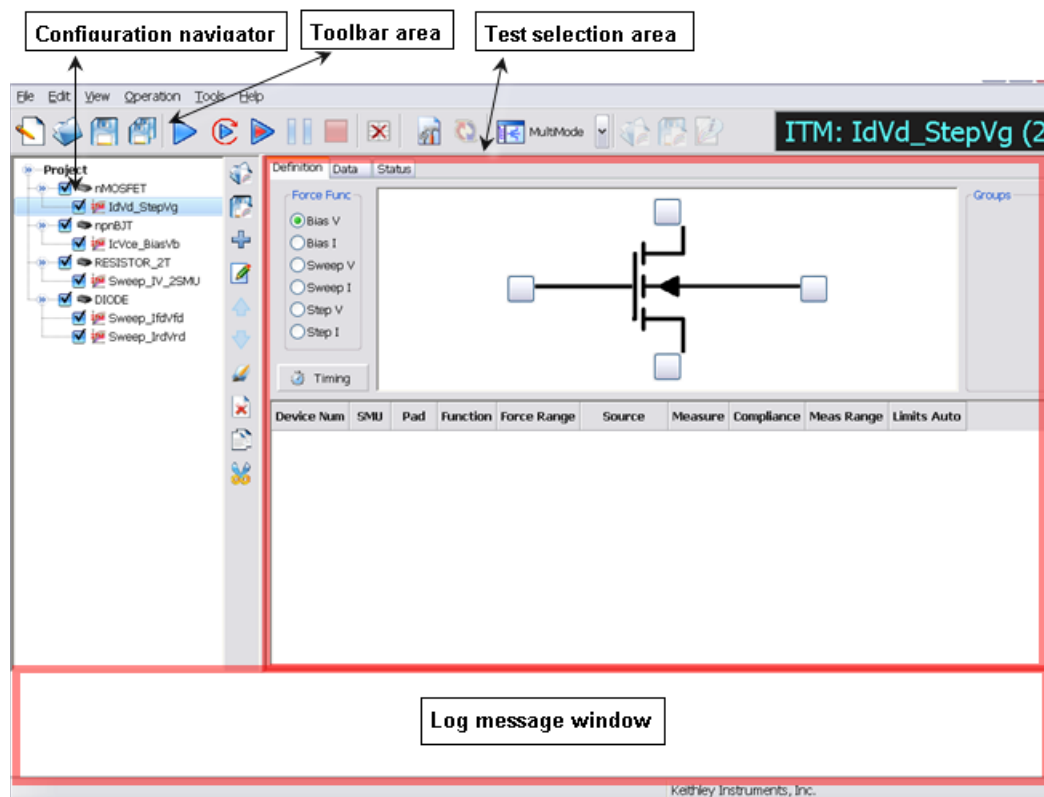 Configuration navigator
Toolbar area
Test selection area
File Edit View Operation Tools Help
MultiMode
ITM: IdVd_StepVg (2
Project
nMOSFET
IdVd_StepVg
npnBJT
IcVce_BiasVb
RESISTOR_2T
Sweep_IV_2SMU
DIODE
Sweep_IfdVfd
Sweep_IrdVrd
Definition Data Status
Force Func
Bias V
Bias I
Sweep V
Sweep I
Step V
Step I
Timing
Groups
Device Num SMU Pad Function Force Range Source Measure Compliance Meas Range Limits Auto
Log message window
Keithley Instruments, Inc.